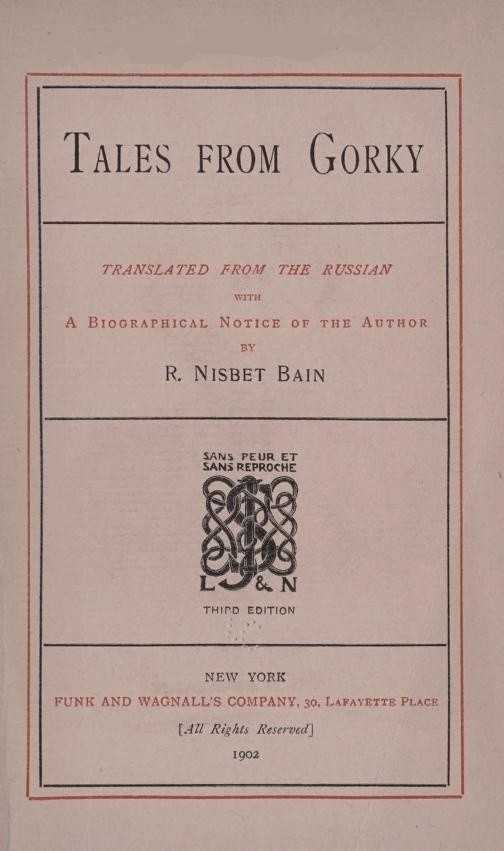 TALES FROM GORKY
TRANSLATED FROM THE RUSSIAN
WITH
A BIOGRAPHICAL NOTICE OF THE AUTHOR
BY
R. NISBET BAIN
SANS PEUR ET
SANS REPROCHE
L & N
THIRD EDITION
NEW YORK
FUNK AND WAGNALL'S COMPANY, 30, LAFAYETTE PLACE
[All Rights Reserved]
1902